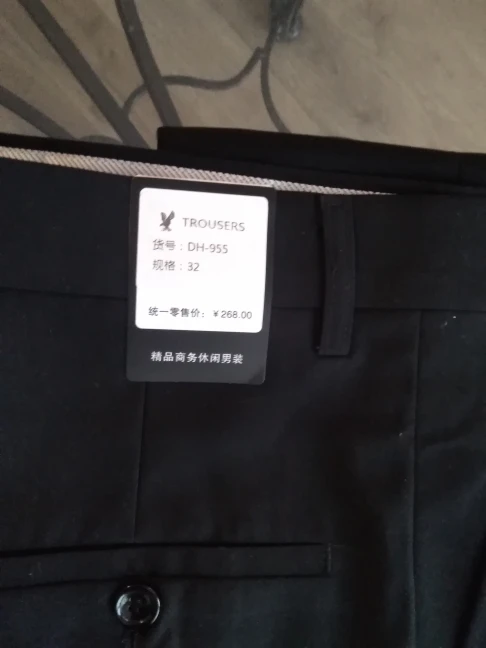 TROUSERS
货号：DH-955
规格：32
统一零售价：￥268.00
精品商务休闲男装